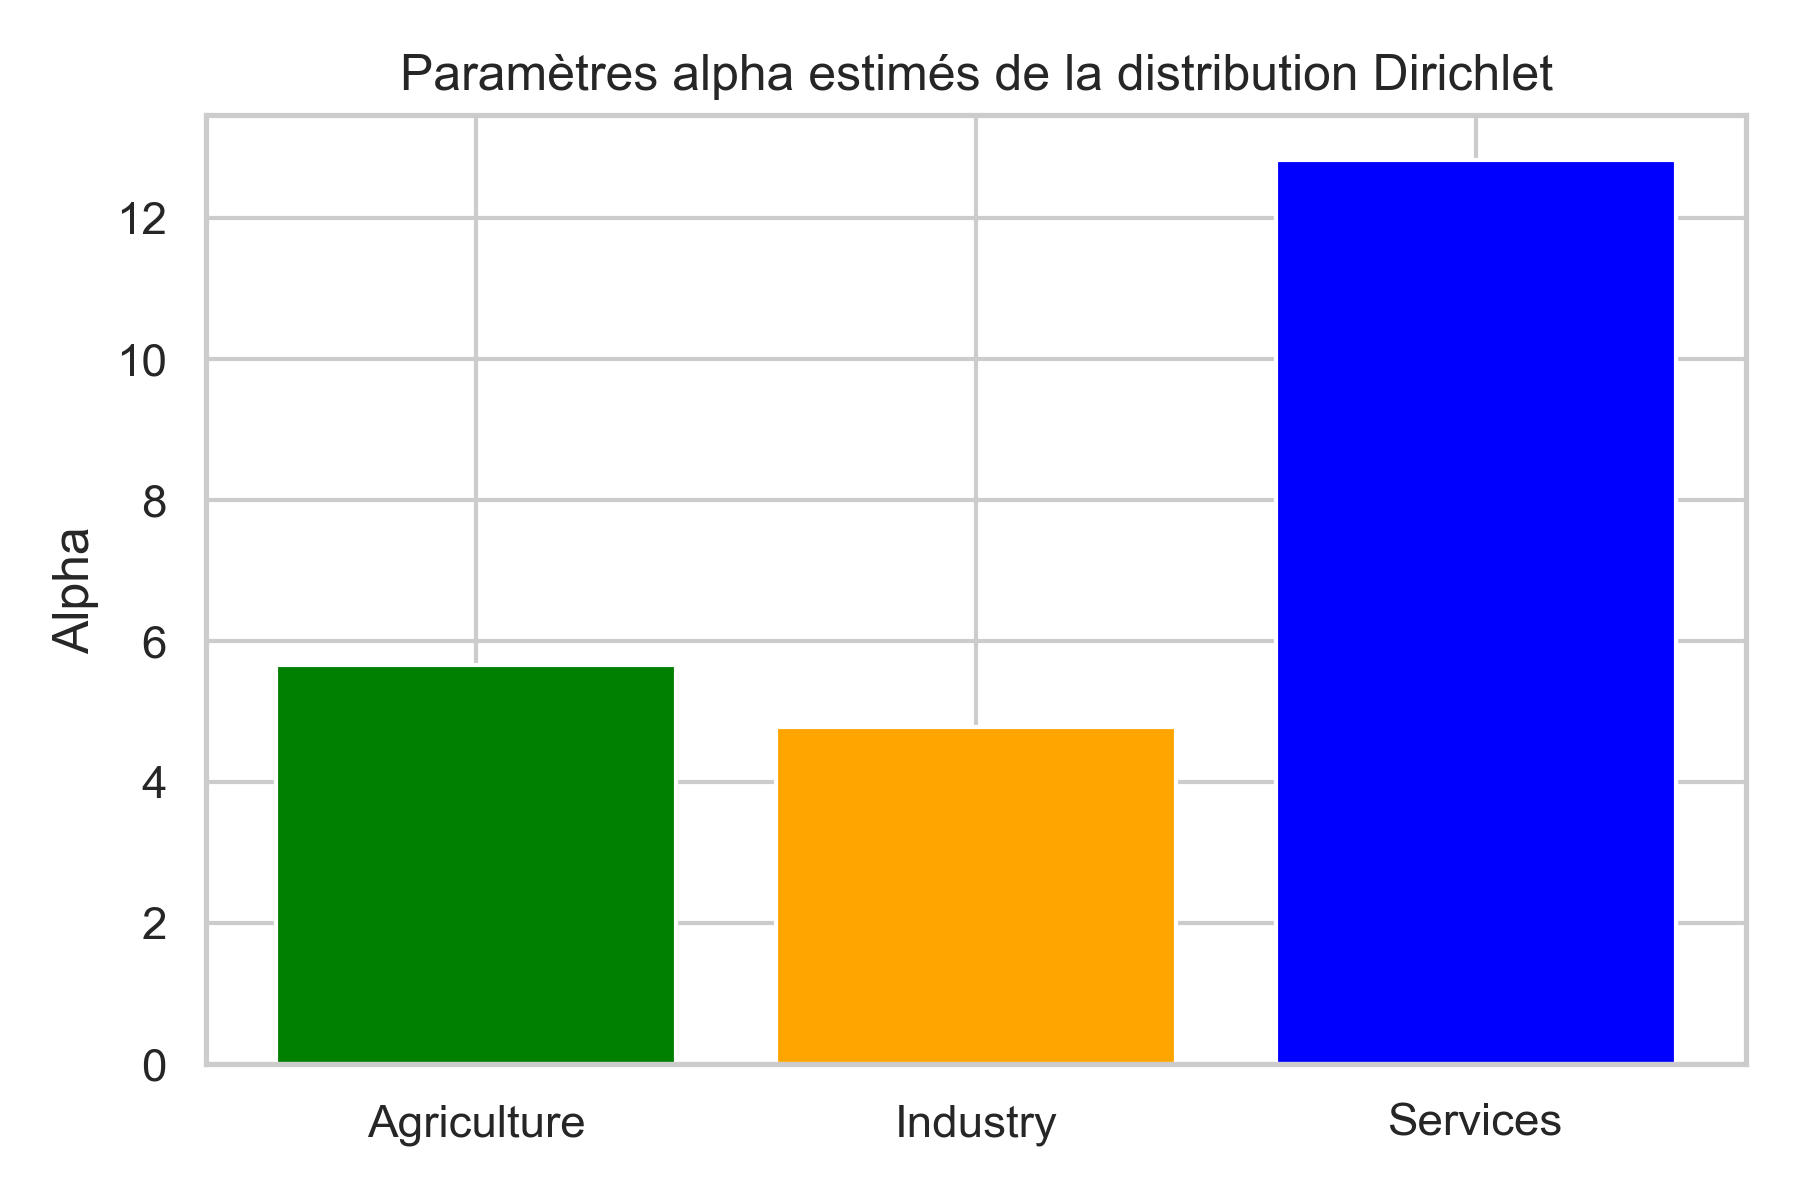 Paramètres alpha estimés de la distribution Dirichlet
12
10
8
6
4
2
0
Alpha
Agriculture
Industry
Services